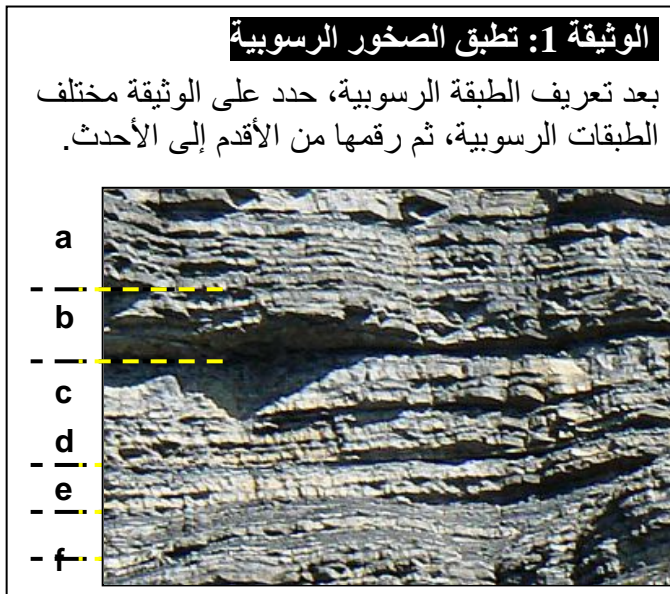 الوثيقة 1: تطبق الصخور الرسوبية
بعد تعريف الطبقة الرسوبية، حدد على الوثيقة مختلف
الطبقات الرسوبية، ثم رقمها من الأقدم إلى الأحدث.
a
b
c
d
e
f